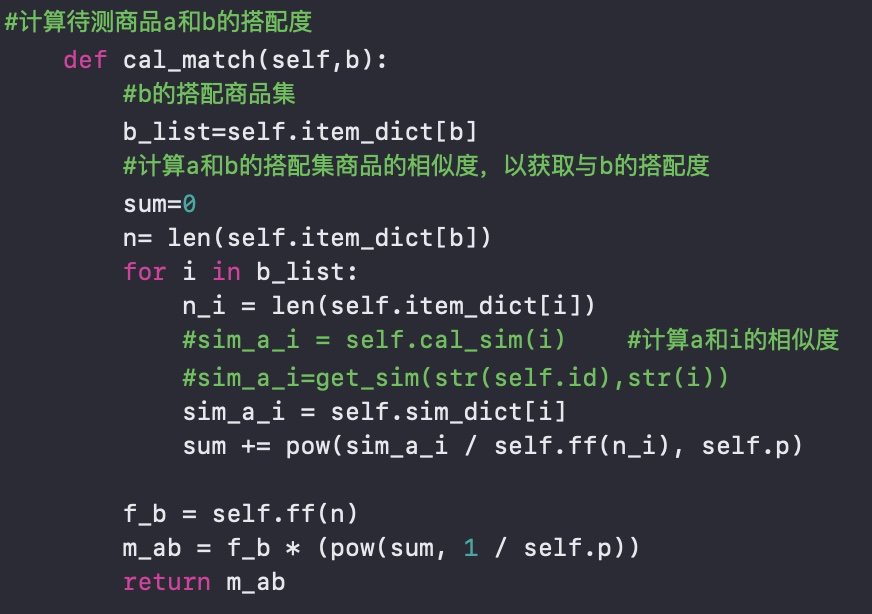 #计算待测商品a和b的搭配度
def cal_match(self,b):
#b的搭配商品集
b_list=self.item_dict[b]
#计算a和b的搭配集商品的相似度，以获取与b的搭配度
sum=0
n= len(self.item_dict[b])
for i in b_list:
n_i = len(self.item_dict[i])
#sim_a_i = self.cal_sim(i)    #计算a和i的相似度
#sim_a_i=get_sim(str(self.id),str(i))
sim_a_i = self.sim_dict[i]
sum += pow(sim_a_i / self.ff(n_i), self.p)
f_b = self.ff(n)
m_ab = f_b * (pow(sum, 1 / self.p))
return m_ab